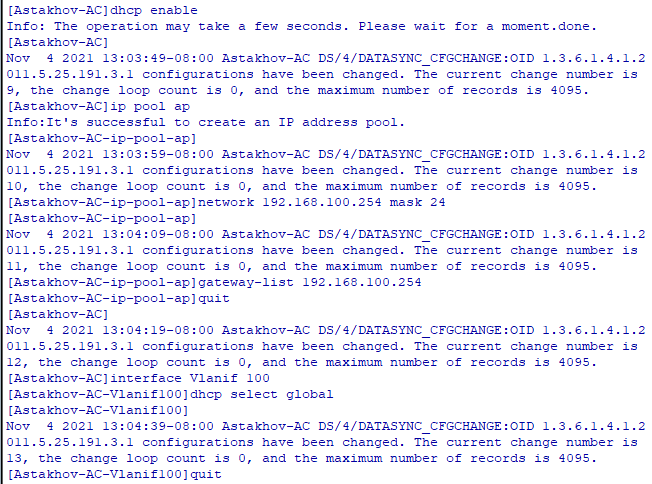 [Astakhov-AC]dhcp enable
Info: The operation may take a few seconds. Please wait for a moment.done.
[Astakhov-AC]
Nov  4 2021 13:03:49-08:00 Astakhov-AC DS/4/DATASYNC_CFGCHANGE:OID 1.3.6.1.4.1.2
011.5.25.191.3.1 configurations have been changed. The current change number is
9, the change loop count is 0, and the maximum number of records is 4095.
[Astakhov-AC]ip pool ap
Info:It's successful to create an IP address pool.
[Astakhov-AC-ip-pool-ap]
Nov  4 2021 13:03:59-08:00 Astakhov-AC DS/4/DATASYNC_CFGCHANGE:OID 1.3.6.1.4.1.2
011.5.25.191.3.1 configurations have been changed. The current change number is
10, the change loop count is 0, and the maximum number of records is 4095.
[Astakhov-AC-ip-pool-ap]network 192.168.100.254 mask 24
[Astakhov-AC-ip-pool-ap]
Nov  4 2021 13:04:09-08:00 Astakhov-AC DS/4/DATASYNC_CFGCHANGE:OID 1.3.6.1.4.1.2
011.5.25.191.3.1 configurations have been changed. The current change number is
11, the change loop count is 0, and the maximum number of records is 4095.
[Astakhov-AC-ip-pool-ap]gateway-list 192.168.100.254
[Astakhov-AC-ip-pool-ap]quit
[Astakhov-AC]
Nov  4 2021 13:04:19-08:00 Astakhov-AC DS/4/DATASYNC_CFGCHANGE:OID 1.3.6.1.4.1.2
011.5.25.191.3.1 configurations have been changed. The current change number is
12, the change loop count is 0, and the maximum number of records is 4095.
[Astakhov-AC]interface Vlanif 100
[Astakhov-AC-Vlanif100]dhcp select global
[Astakhov-AC-Vlanif100]
Nov  4 2021 13:04:39-08:00 Astakhov-AC DS/4/DATASYNC_CFGCHANGE:OID 1.3.6.1.4.1.2
011.5.25.191.3.1 configurations have been changed. The current change number is
13, the change loop count is 0, and the maximum number of records is 4095.
[Astakhov-AC-Vlanif100]quit